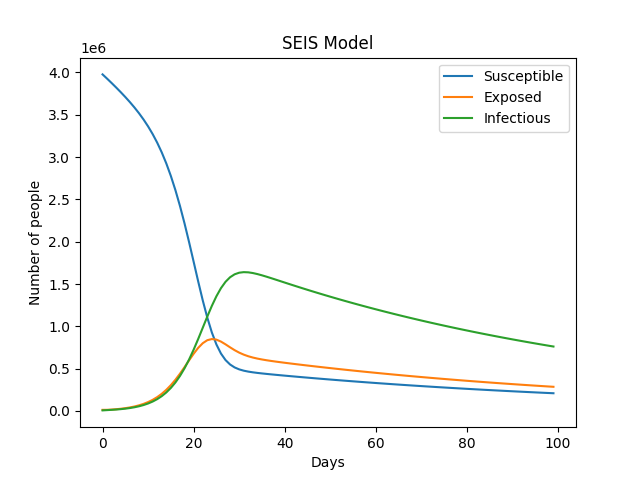 SEIS Model
1e6
Susceptible
Exposed
Infectious
4.0
3.5
3.0
2.5
2.0
1.5
1.0
0.5
0.0
Number of people
0 20 40 60 80 100
Days